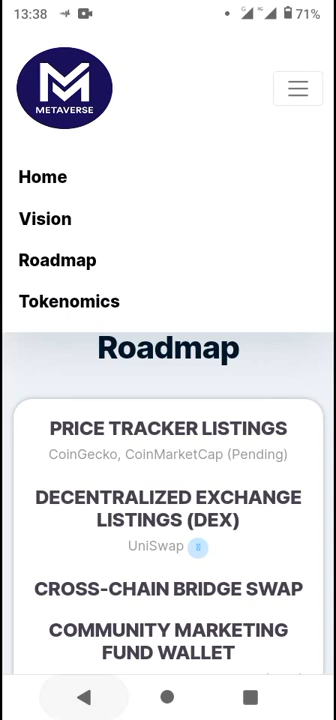 13:38
71%
METAVERSE
Home
Vision
Roadmap
Tokenomics
Roadmap
PRICE TRACKER LISTINGS
CoinGecko, CoinMarketCap (Pending)
DECENTRALIZED EXCHANGE
LISTINGS (DEX)
UniSwap
CROSS-CHAIN BRIDGE SWAP
COMMUNITY MARKETING
FUND WALLET